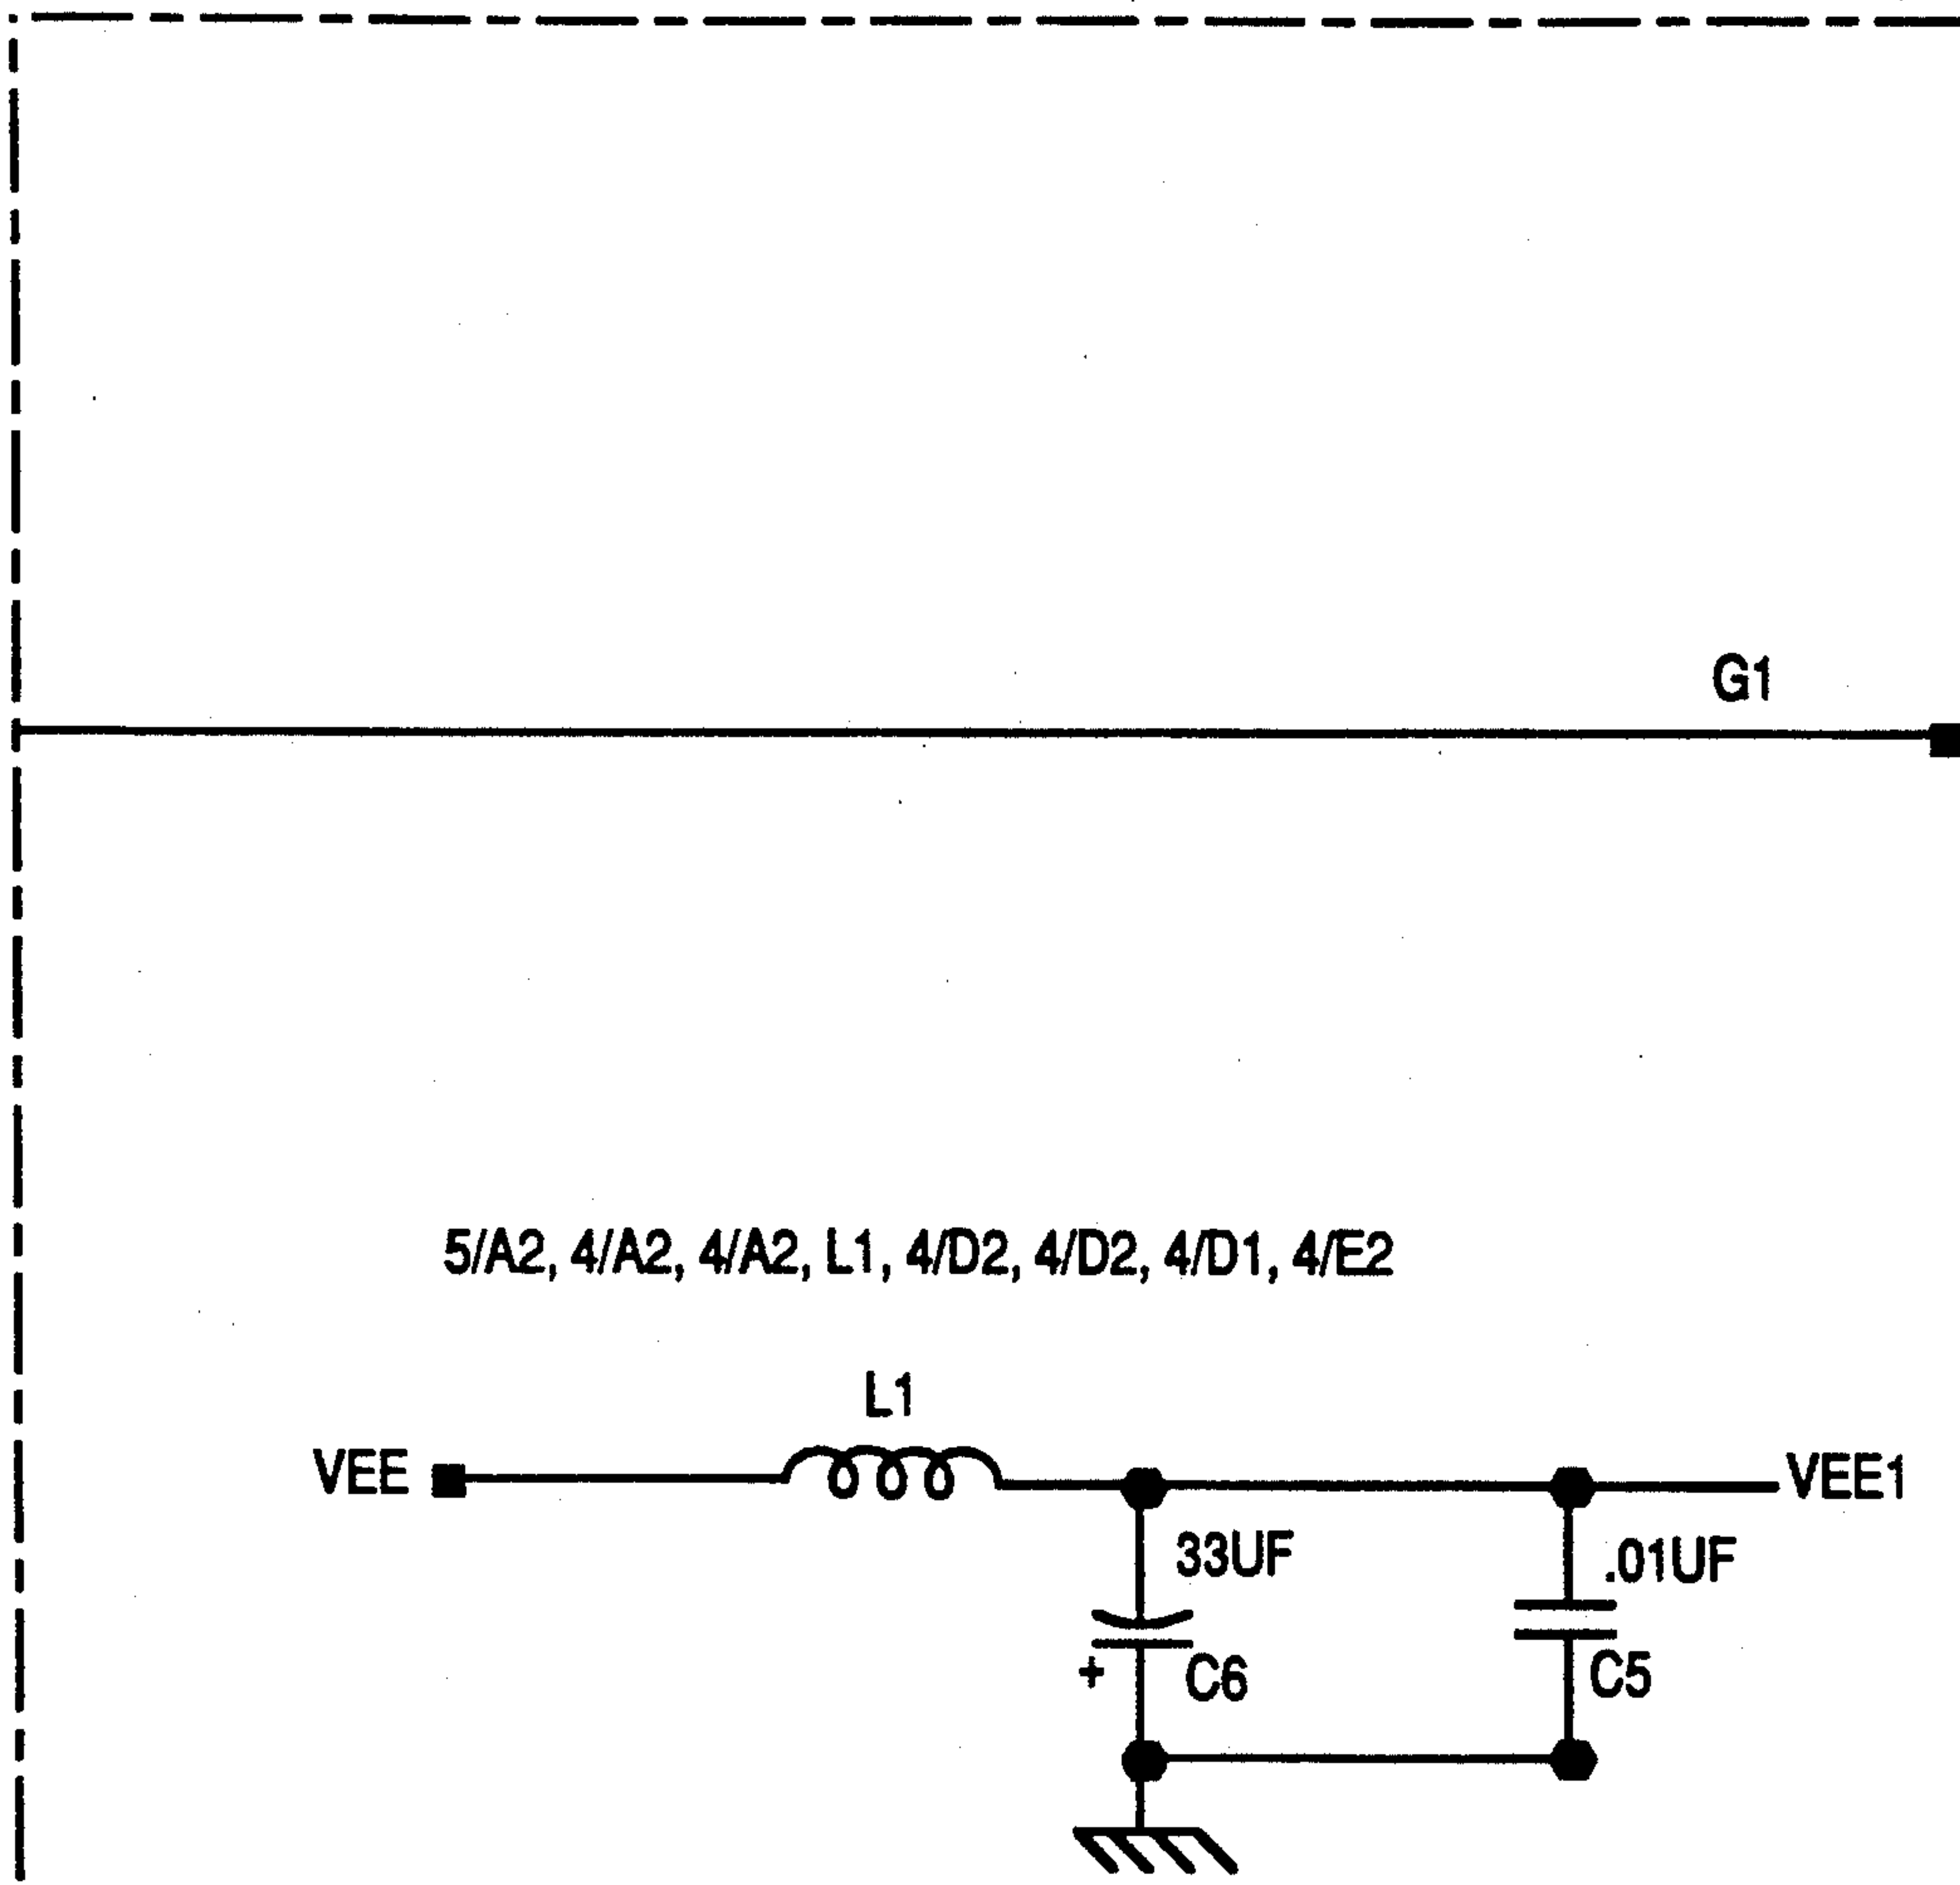 G1
5/A2, 4/A2, 4/A2, L1, 4/D2, 4/D2, 4/D1, 4/E2
L1
VEE
VEE1
33UF
.01UF
+
C6
C5